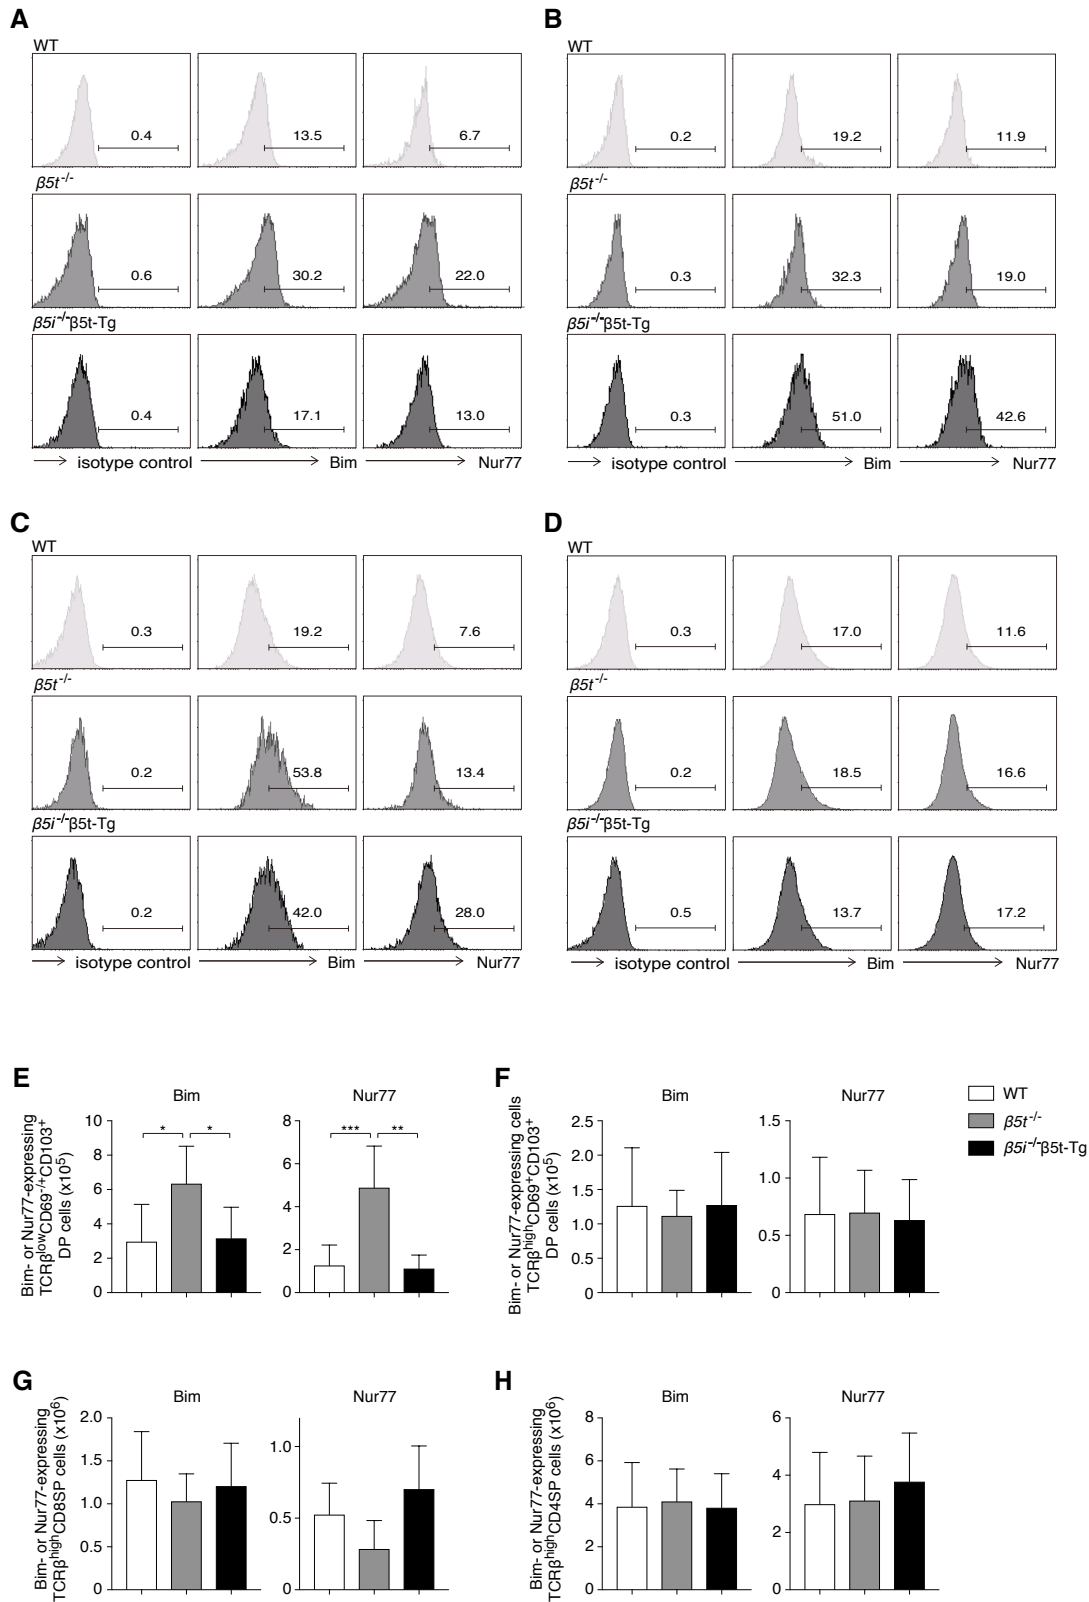 A
WT
0.4
13.5
6.7
β5t-/-
0.6
30.2
22.0
β5i-/-β5t-Tg
0.4
17.1
13.0
isotype control
Bim
Nur77
B
WT
0.2
19.2
11.9
β5t-/-
0.3
32.3
19.0
β5i-/-β5t-Tg
0.3
51.0
42.6
isotype control
Bim
Nur77
C
WT
0.3
19.2
7.6
β5t-/-
0.2
53.8
13.4
β5i-/-β5t-Tg
0.2
42.0
28.0
isotype control
Bim
Nur77
D
WT
0.3
17.0
11.6
β5t-/-
0.2
18.5
16.6
β5i-/-β5t-Tg
0.5
13.7
17.2
isotype control
Bim
Nur77
E
Bim- or Nur77-expressing
TCRβlowCD69-/+CD103+
DP cells (x10⁵)
Bim
10
8
6
4
2
0
*
*
Nur77
8
6
4
2
0
***
**
F
Bim- or Nur77-expressing cells
TCRβhighCD69+CD103+
DP cells (x10⁵)
Bim
2.5
2.0
1.5
1.0
0.5
0
Nur77
1.5
1.0
0.5
0
WT
β5t-/-
β5i-/-β5t-Tg
G
Bim- or Nur77-expressing
TCRβhighCD8SP cells (x10⁶)
Bim
2.0
1.5
1.0
0.5
0
Nur77
1.0
0.5
0
H
Bim- or Nur77-expressing
TCRβhighCD4SP cells (x10⁶)
Bim
8
6
4
2
0
Nur77
6
4
2
0